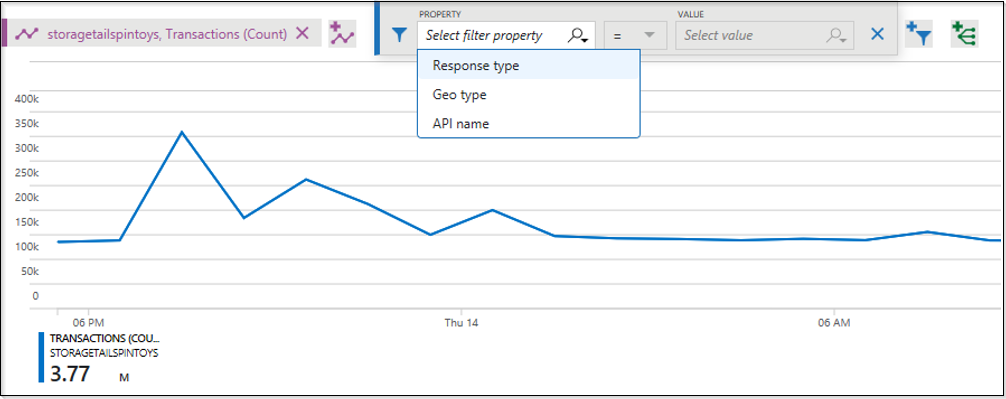 PROPERTY
VALUE
storagetailspintoys, Transactions (Count)
Select filter property
=
Select value
Response type
Geo type
API name
400k
350k
300k
250k
200k
150k
100k
50k
0
06 PM
Thu 14
06 AM
TRANSACTIONS (COU...
STORAGETAILSPINTOYS
3.77 M